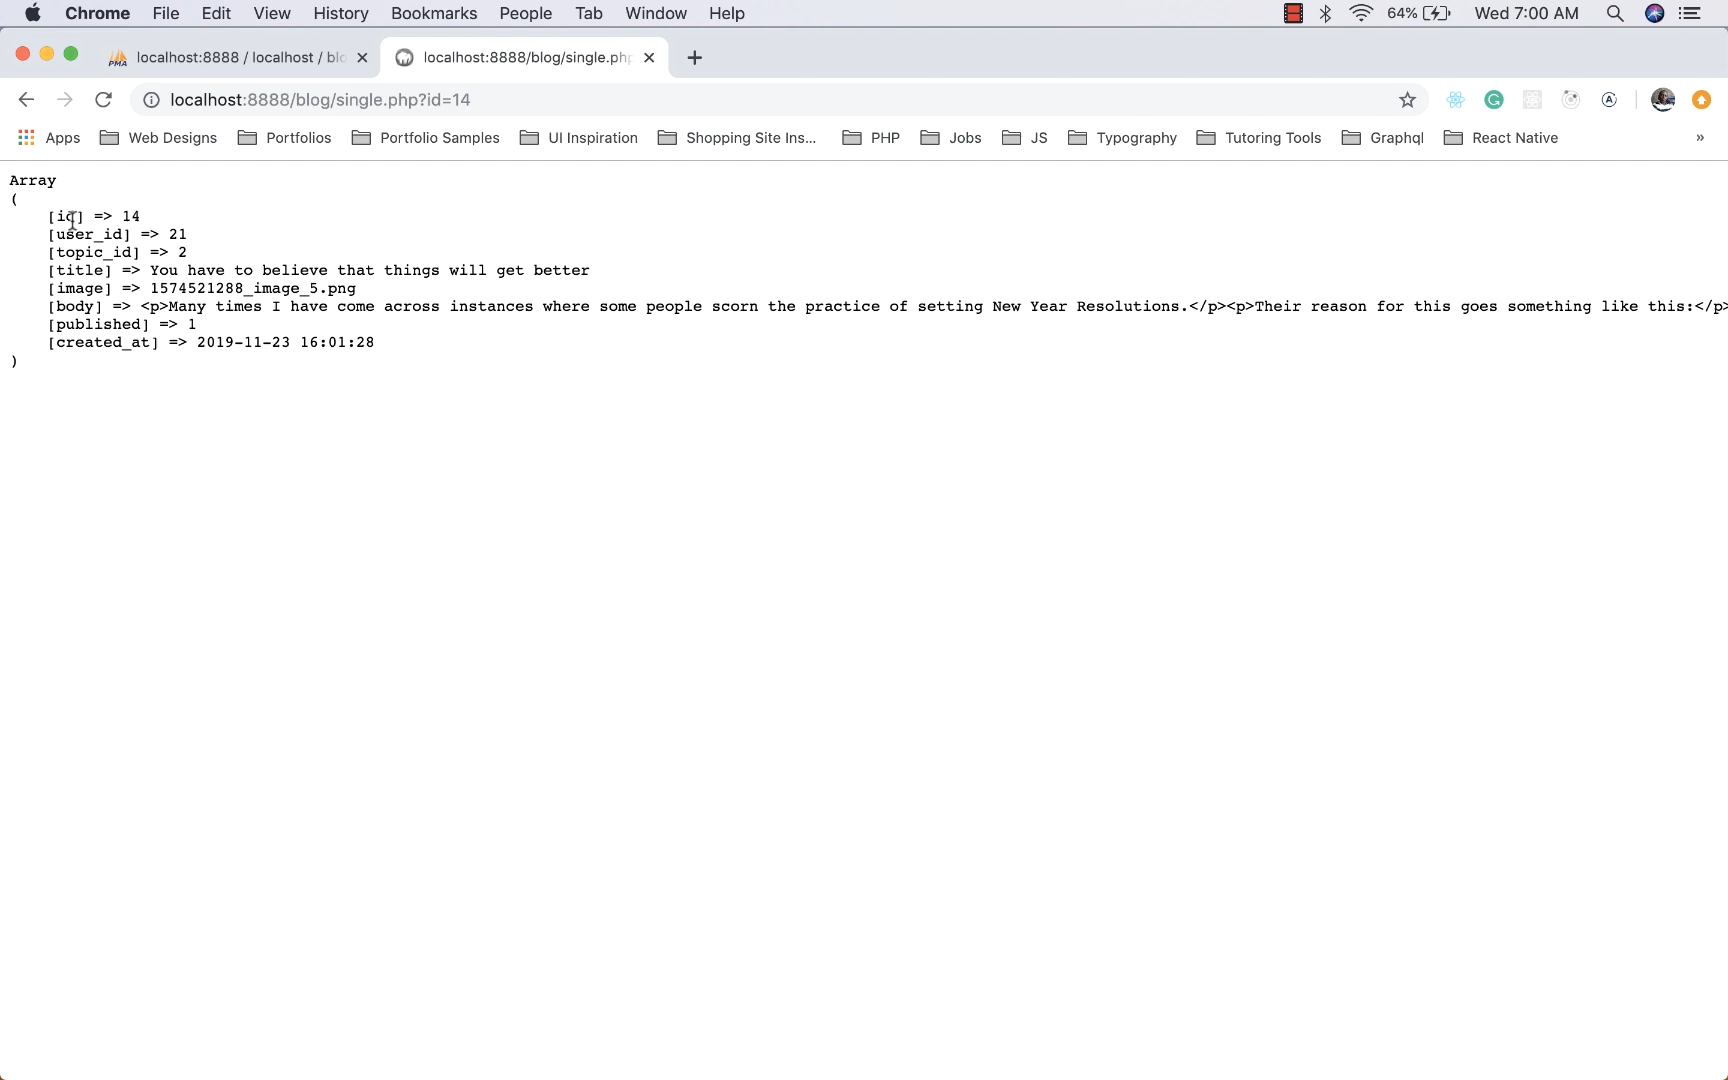 Chrome File Edit View History Bookmarks People Tab Window Help 64% Wed 7:00 AM
PMA localhost:8888 / localhost / blo localhost:8888/blog/single.php
localhost:8888/blog/single.php?id=14
Apps Web Designs Portfolios Portfolio Samples UI Inspiration Shopping Site Ins... PHP Jobs JS Typography Tutoring Tools Graphql React Native »
Array
(
[id] => 14
[user_id] => 21
[topic_id] => 2
[title] => You have to believe that things will get better
[image] => 1574521288_image_5.png
[body] => <p>Many times I have come across instances where some people scorn the practice of setting New Year Resolutions.</p><p>Their reason for this goes something like this:</p>
[published] => 1
[created_at] => 2019-11-23 16:01:28
)